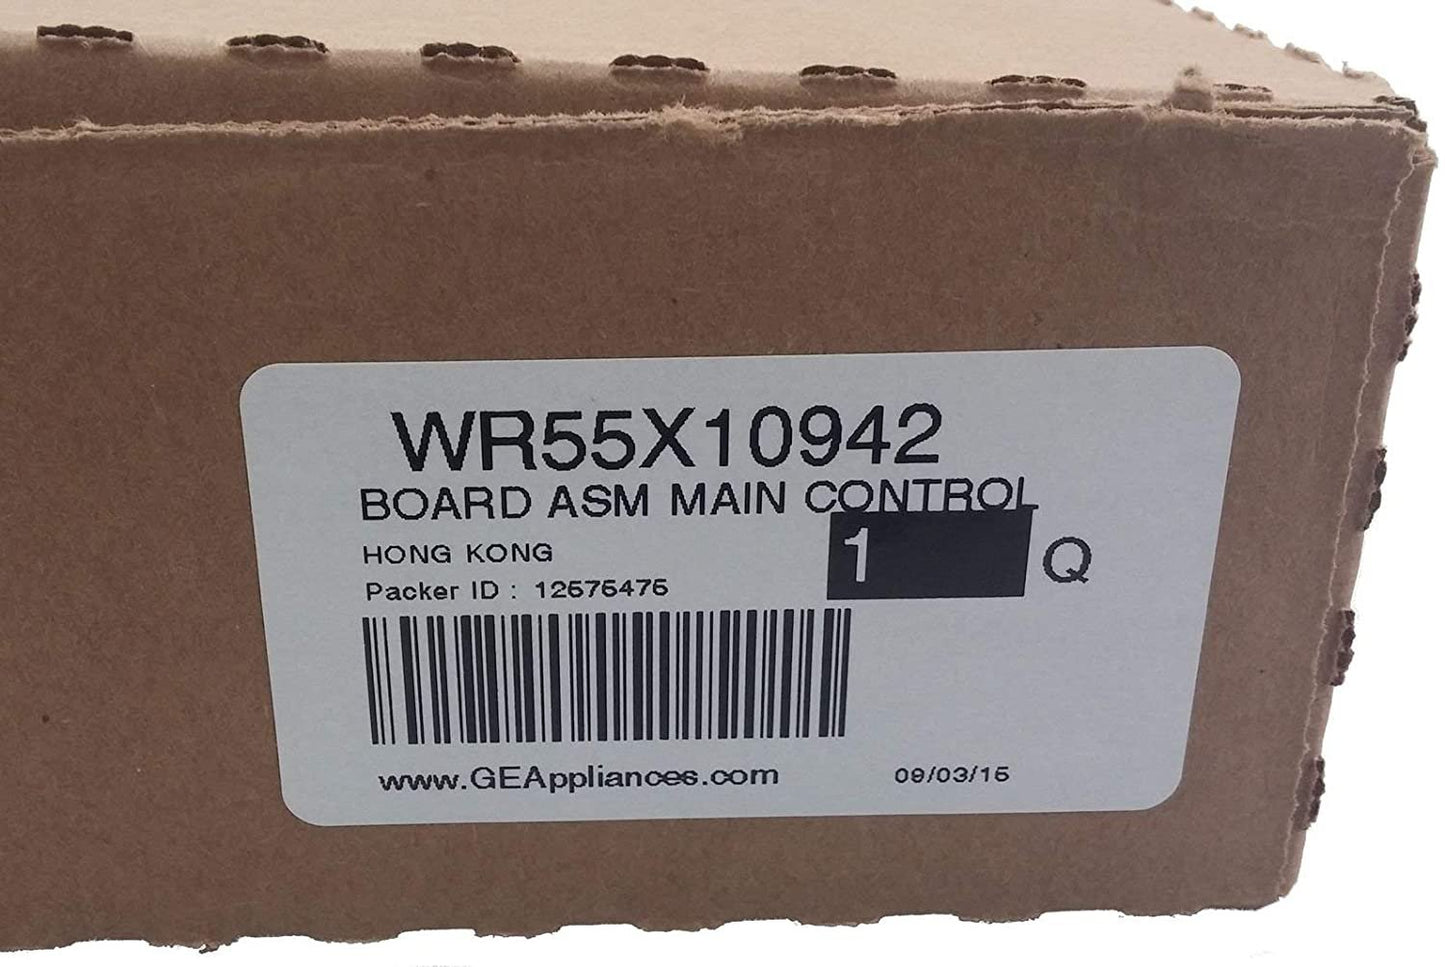 WR55X10942
BOARD ASM MAIN CONTROL
HONG KONG
1 Q
Packer ID : 12575475
www.GEAppliances.com
09/03/15